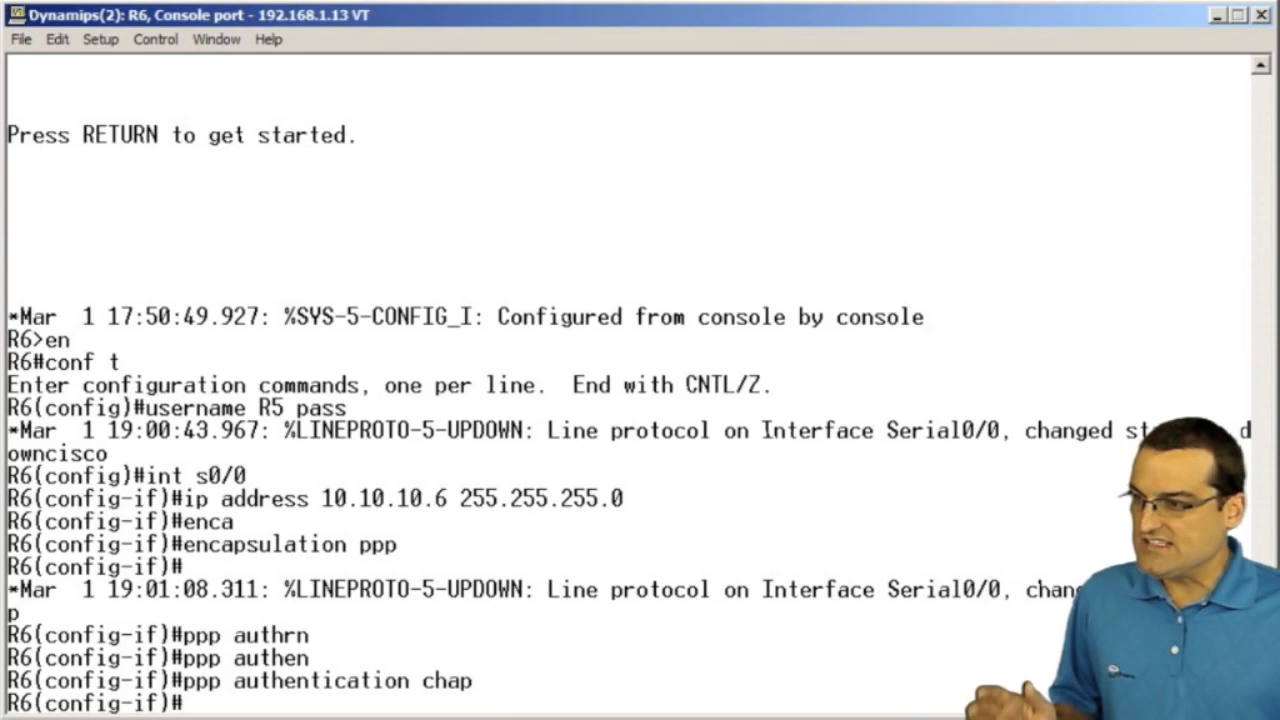 Dynamips(2): R6, Console port - 192.168.1.13 VT
File Edit Setup Control Window Help
Press RETURN to get started.
*Mar  1 17:50:49.927: %SYS-5-CONFIG_I: Configured from console by console
R6>en
R6#conf t
Enter configuration commands, one per line.  End with CNTL/Z.
R6(config)#username R5 pass
*Mar  1 19:00:43.967: %LINEPROTO-5-UPDOWN: Line protocol on Interface Serial0/0, changed st d
owncisco
R6(config)#int s0/0
R6(config-if)#ip address 10.10.10.6 255.255.255.0
R6(config-if)#enca
R6(config-if)#encapsulation ppp
R6(config-if)#
*Mar  1 19:01:08.311: %LINEPROTO-5-UPDOWN: Line protocol on Interface Serial0/0, chan
p
R6(config-if)#ppp authrn
R6(config-if)#ppp authen
R6(config-if)#ppp authentication chap
R6(config-if)#